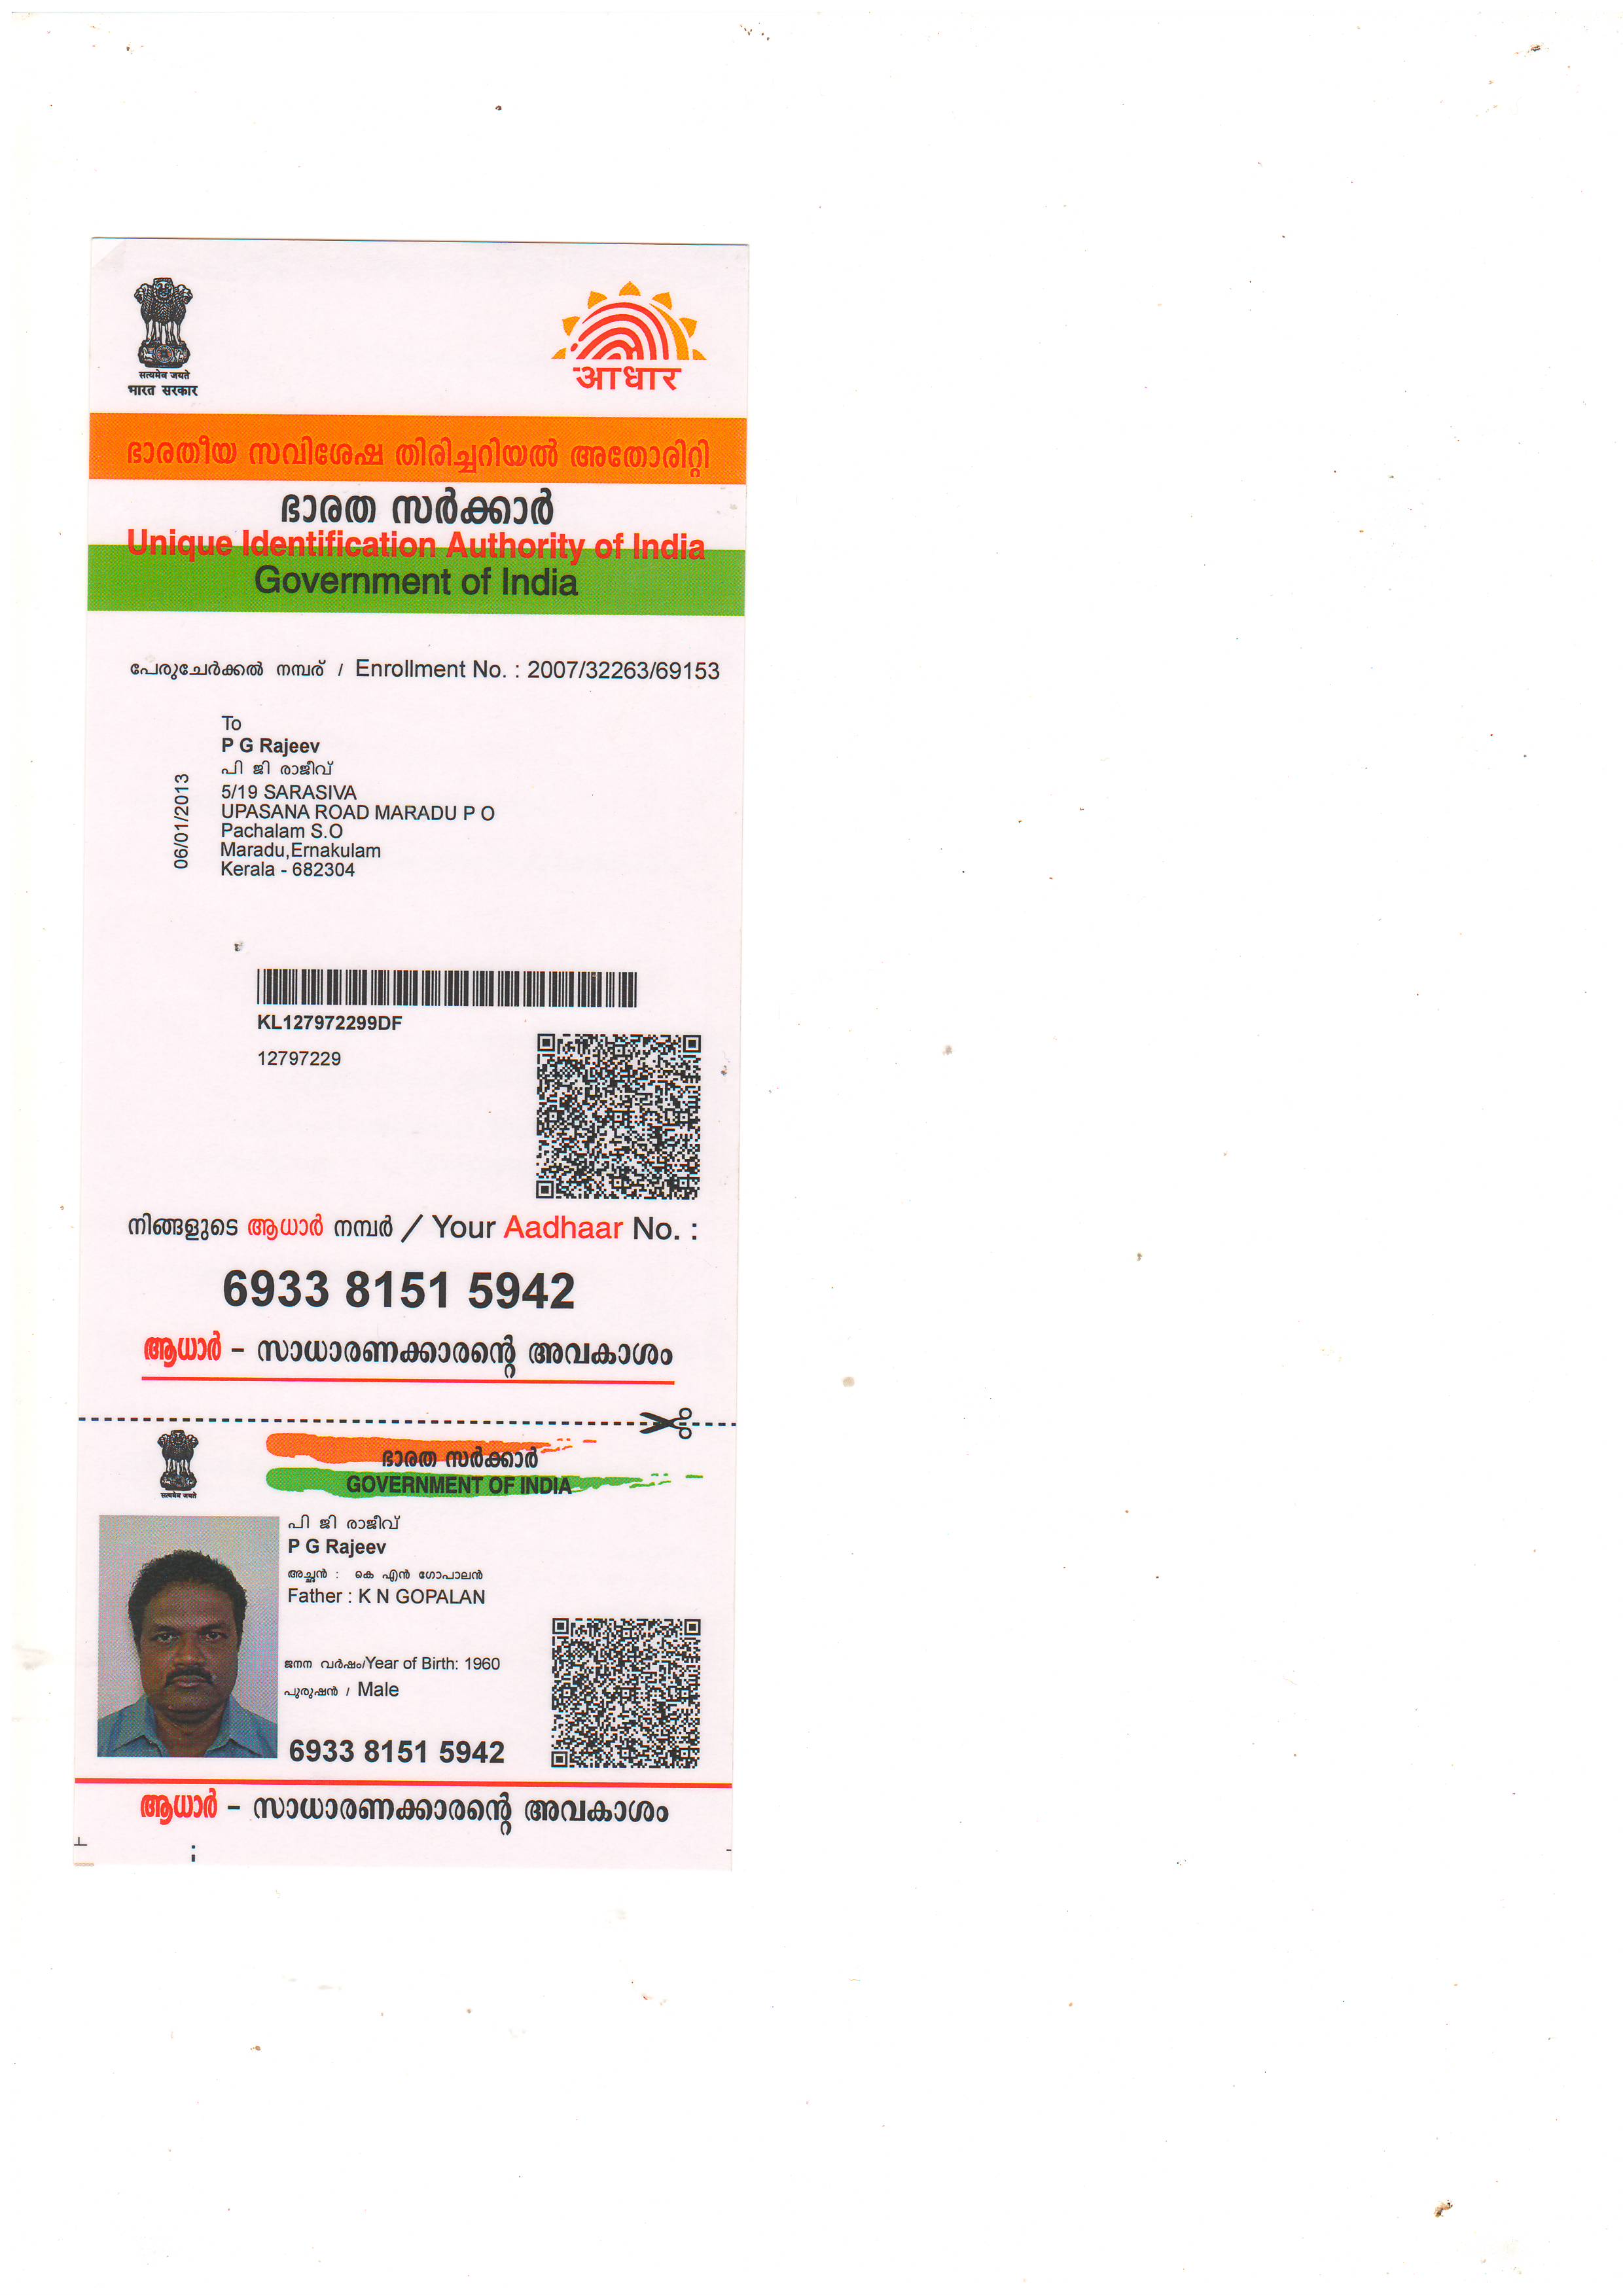 सत्यमेव जयते
भारत सरकार
आधार
ഭാരതീയ സവിശേഷ തിരിച്ചറിയൽ അതോരിറ്റി
ഭാരത സർക്കാർ
Unique Identification Authority of India
Government of India
പേരുചേർക്കൽ നമ്പര് / Enrollment No. : 2007/32263/69153
06/01/2013
To
P G Rajeev
പി ജി രാജീവ്
5/19 SARASIVA
UPASANA ROAD MARADU P O
Pachalam S.O
Maradu,Ernakulam
Kerala - 682304
KL127972299DF
12797229
നിങ്ങളുടെ ആധാർ നമ്പർ / Your Aadhaar No. :
6933 8151 5942
ആധാർ - സാധാരണക്കാരന്റെ അവകാശം
सत्यमेव जयते
ഭാരത സർക്കാർ
GOVERNMENT OF INDIA
പി ജി രാജീവ്
P G Rajeev
അച്ഛൻ : കെ എൻ ഗോപാലൻ
Father : K N GOPALAN
ജനന വർഷം/Year of Birth: 1960
പുരുഷൻ / Male
6933 8151 5942
ആധാർ - സാധാരണക്കാരന്റെ അവകാശം